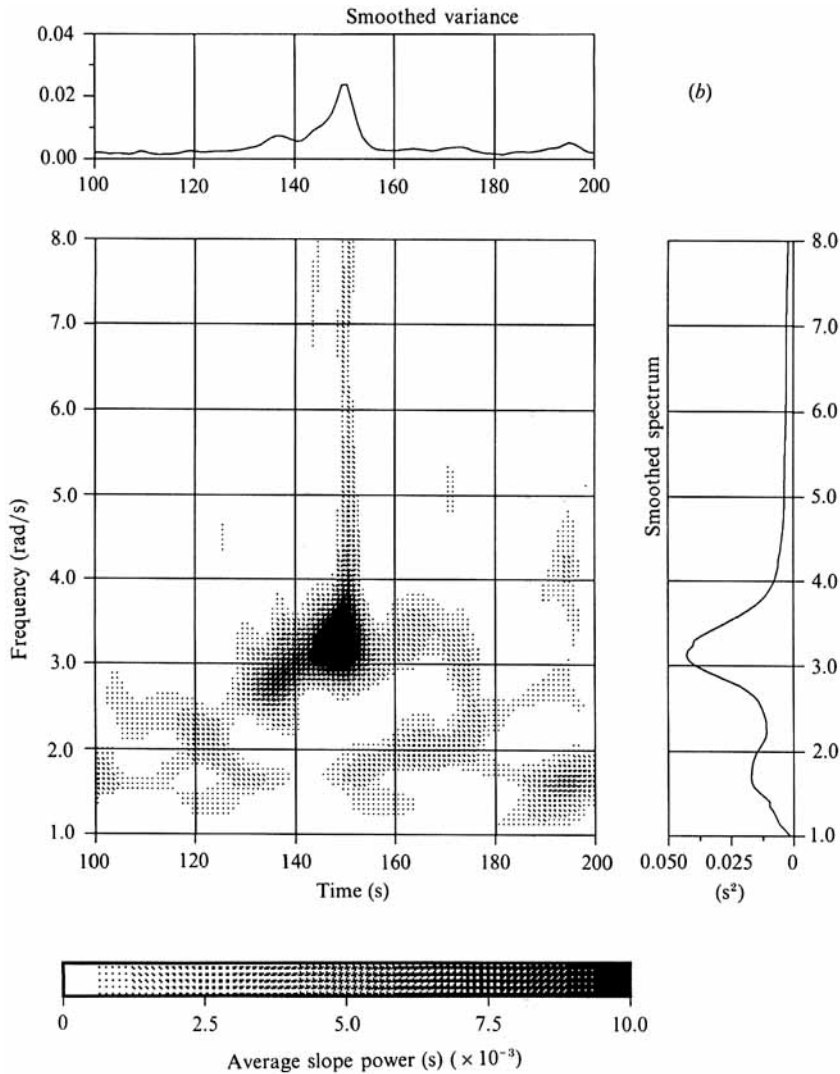 Smoothed variance
0.04
0.02
0.00
100 120 140 160 180 200
(b)
8.0
7.0
6.0
5.0
4.0
3.0
2.0
1.0
Frequency (rad/s)
100 120 140 160 180 200
Time (s)
Smoothed spectrum
8.0
7.0
6.0
5.0
4.0
3.0
2.0
1.0
0.050 0.025 0
(s²)
0 2.5 5.0 7.5 10.0
Average slope power (s) (× 10⁻³)